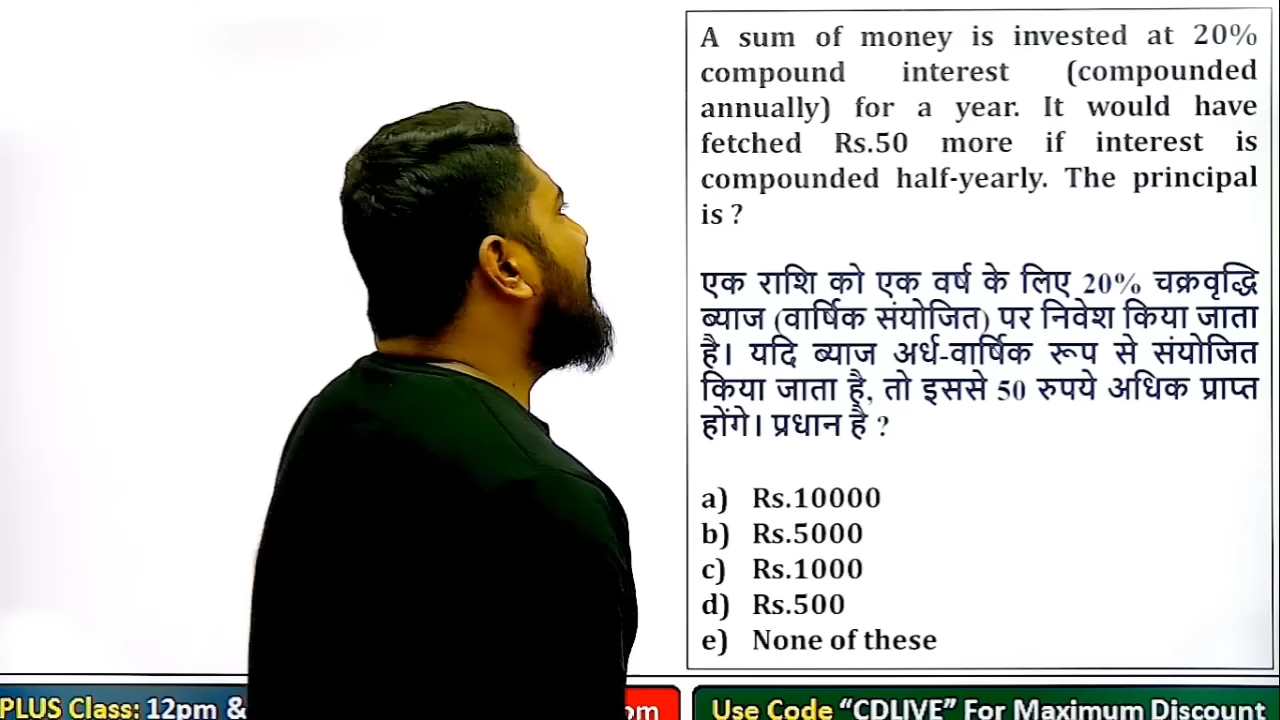 A sum of money is invested at 20%
compound interest (compounded
annually) for a year. It would have
fetched Rs.50 more if interest is
compounded half-yearly. The principal
is ?
एक राशि को एक वर्ष के लिए 20% चक्रवृद्धि
ब्याज (वार्षिक संयोजित) पर निवेश किया जाता
है। यदि ब्याज अर्ध-वार्षिक रूप से संयोजित
किया जाता है, तो इससे 50 रुपये अधिक प्राप्त
होंगे। प्रधान है ?
a) Rs.10000
b) Rs.5000
c) Rs.1000
d) Rs.500
e) None of these
PLUS Class: 12pm &
Use Code “CDLIVE” For Maximum Discount